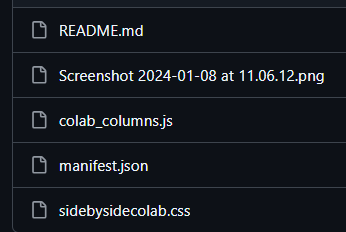 README.md
Screenshot 2024-01-08 at 11.06.12.png
colab_columns.js
manifest.json
sidebysidecolab.css